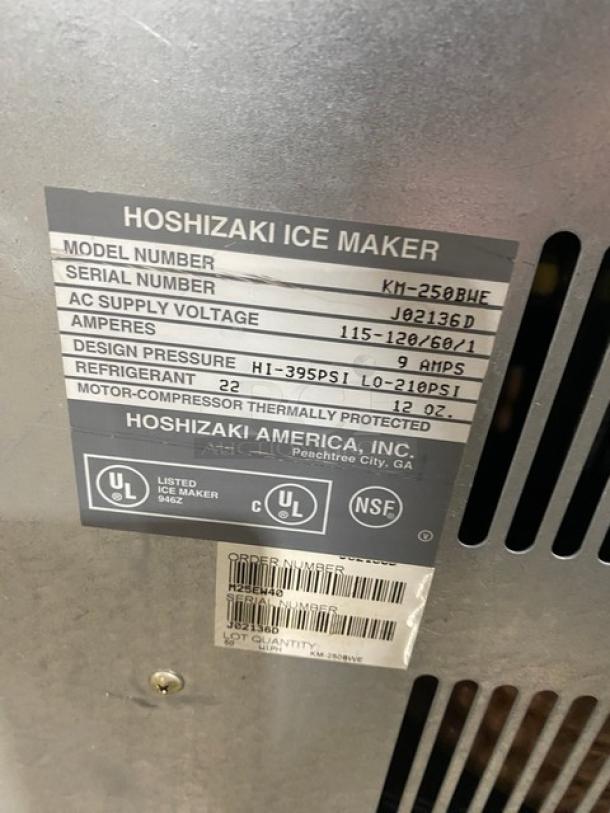 HOSHIZAKI ICE MAKER
MODEL NUMBER KM-250BWE
SERIAL NUMBER J02136D
AC SUPPLY VOLTAGE 115-120/60/1
AMPERES 9 AMPS
DESIGN PRESSURE HI-395PSI LO-210PSI
REFRIGERANT 22 12 OZ.
MOTOR-COMPRESSOR THERMALLY PROTECTED
HOSHIZAKI AMERICA, INC.
Peachtree City, GA
UL ®
LISTED
ICE MAKER
946Z
C UL ®
NSF®
ORDER NUMBER
M25EW40
SERIAL NUMBER
J02136D
LOT QUANTITY
50 KM-250BWE